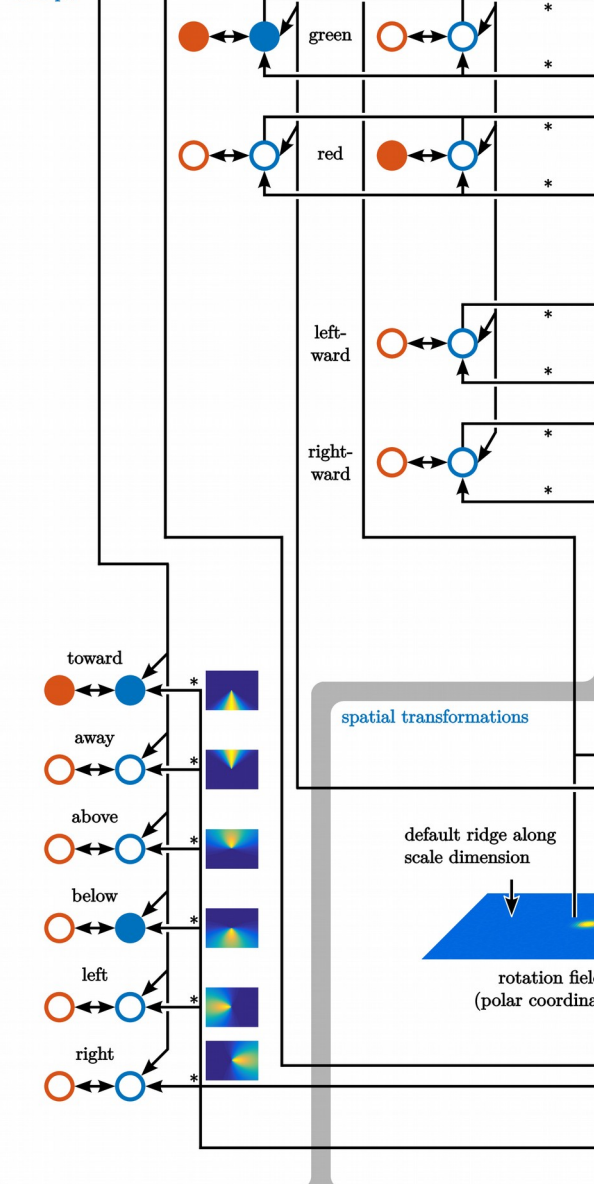 green
*
*
red
*
*
left-
ward
*
*
right-
ward
*
*
toward
*
spatial transformations
away
*
above
*
default ridge along
scale dimension
below
*
left
*
rotation fiel
(polar coordina
right
*